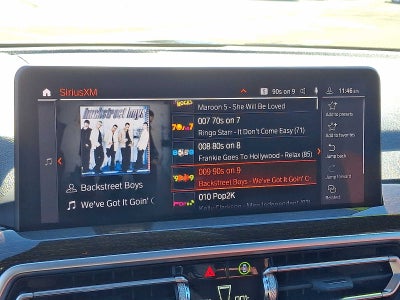 SiriusXM
90s on 9
11:46
backstreet boys
Backstreet Boys
We've Got It Goin'
Maroon 5 - She Will Be Loved
007 70s on 7
Ringo Starr - It Don't Come Easy (71)
008 80s on 8
Frankie Goes To Hollywood - Relax (85)
009 90s on 9
Backstreet Boys - We've Got It Goin' C
010 Pop2K
Add to presets
Add to favorites
Jump back
Jump forward